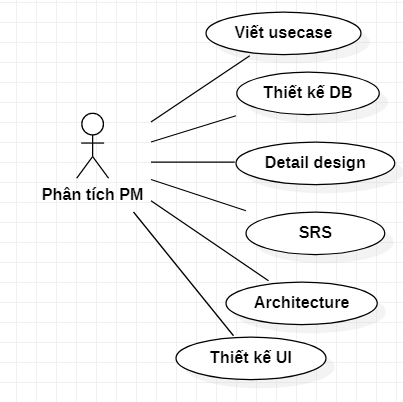 Viết usecase
Thiết kế DB
Detail design
Phân tích PM
SRS
Architecture
Thiết kế UI